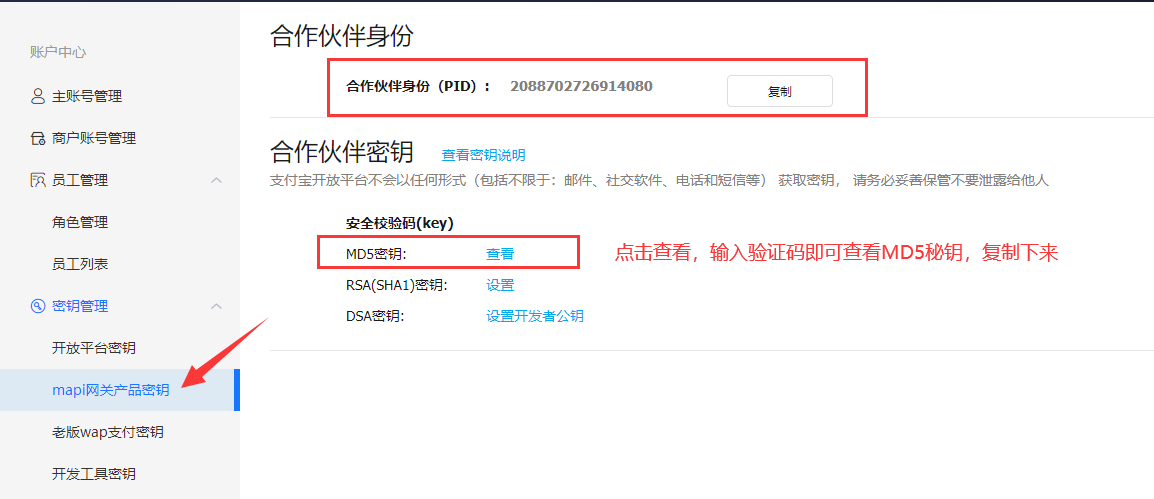 账户中心
主账号管理
商户账号管理
员工管理
角色管理
员工列表
密钥管理
开放平台密钥
mapi网关产品密钥
老版wap支付密钥
开发工具密钥
合作伙伴身份
合作伙伴身份（PID）： 2088702726914080 复制
合作伙伴密钥 查看密钥说明
支付宝开放平台不会以任何形式（包括不限于：邮件、社交软件、电话和短信等） 获取密钥， 请务必妥善保管不要泄露给他人
安全校验码(key)
MD5密钥： 查看 点击查看，输入验证码即可查看MD5秘钥，复制下来
RSA(SHA1)密钥： 设置
DSA密钥： 设置开发者公钥